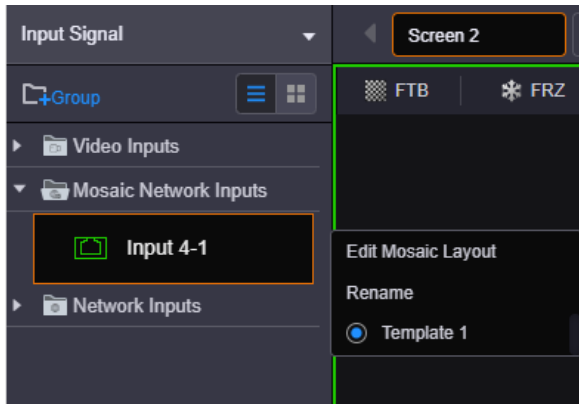 Input Signal
Screen 2
Group
FTB
FRZ
Video Inputs
Mosaic Network Inputs
Input 4-1
Edit Mosaic Layout
Rename
Network Inputs
Template 1